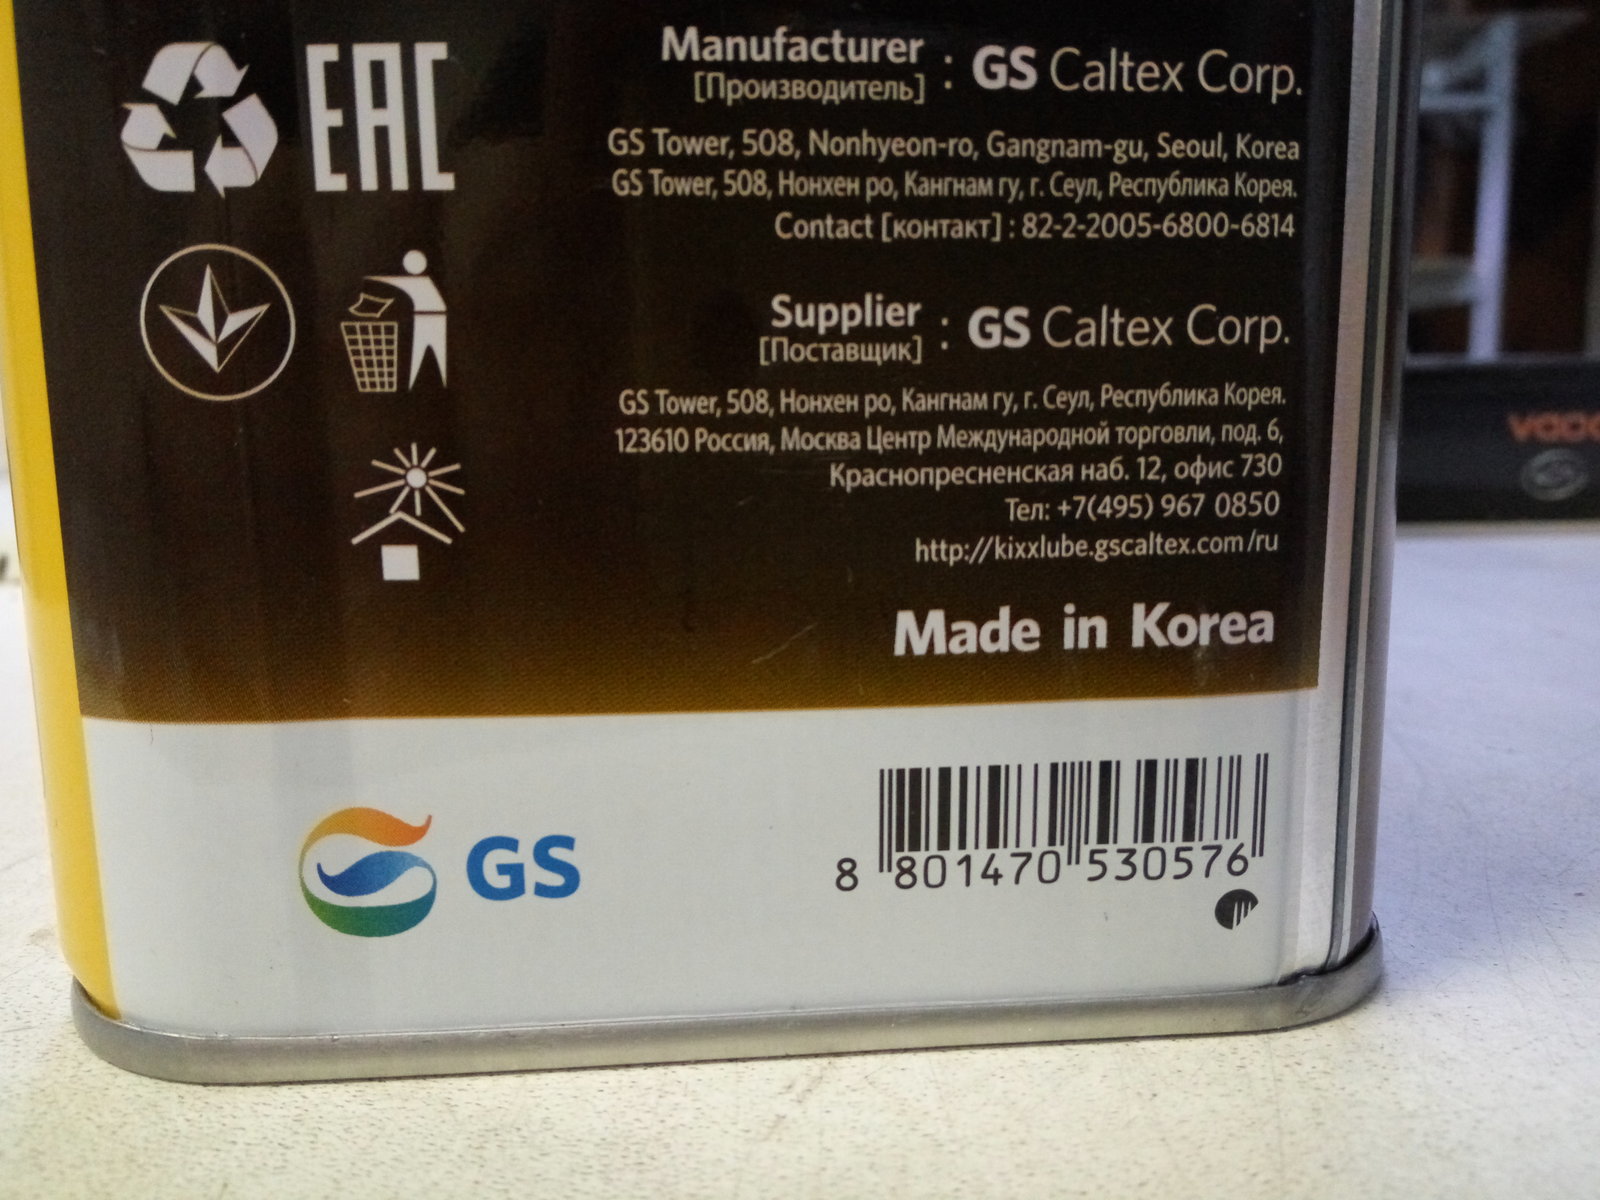 EAC
Manufacturer : GS Caltex Corp.
[Производитель]
GS Tower, 508, Nonhyeon-ro, Gangnam-gu, Seoul, Korea
GS Tower, 508, Нонхен ро, Кангнам гу, г. Сеул, Республика Корея.
Contact [контакт] : 82-2-2005-6800-6814
Supplier : GS Caltex Corp.
[Поставщик]
GS Tower, 508, Нонхен ро, Кангнам гу, г. Сеул, Республика Корея.
123610 Россия, Москва Центр Международной торговли, под. 6,
Краснопресненская наб. 12, офис 730
Тел: +7(495) 967 0850
http://kixxlube.gscaltex.com/ru
Made in Korea
GS
8 801470 530576